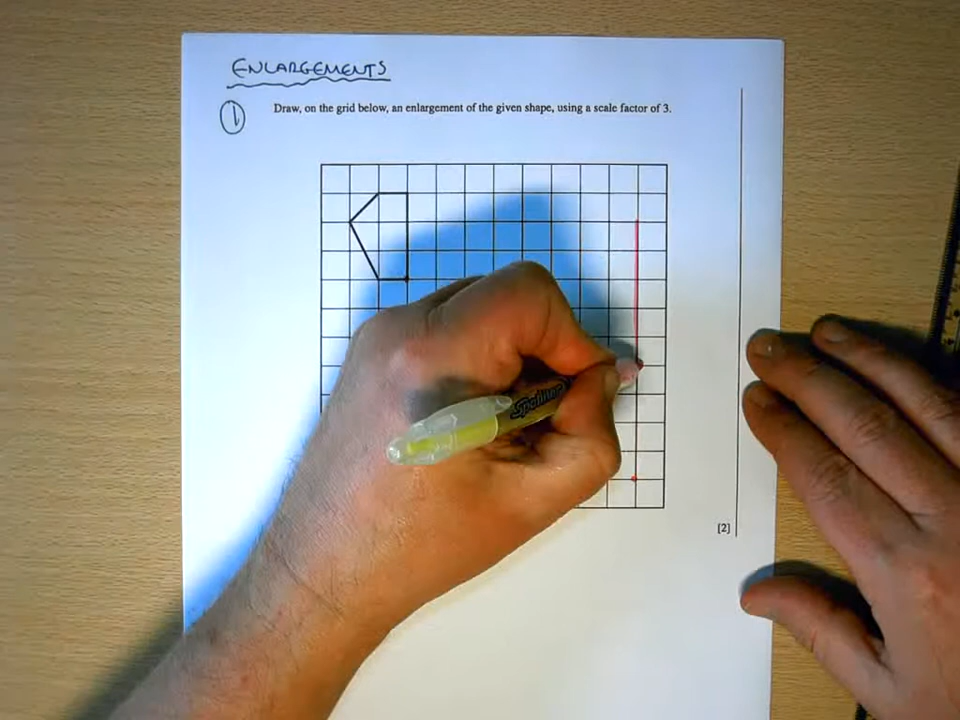 ENLARGEMENTS
1 Draw, on the grid below, an enlargement of the given shape, using a scale factor of 3.
[2]